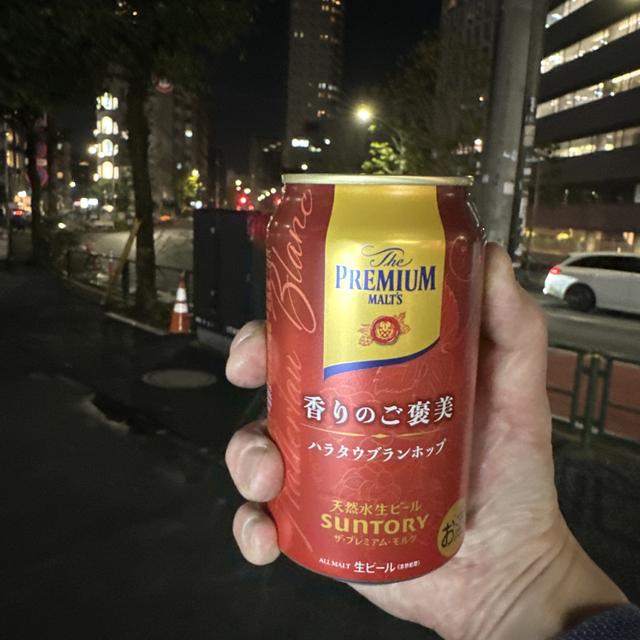 The
PREMIUM
MALT'S
Blanc
香りのご褒美
ハラタウブランホップ
天然水生ビール
SUNTORY
ザ・プレミアム・モルツ
ALL MALT 生ビール
お